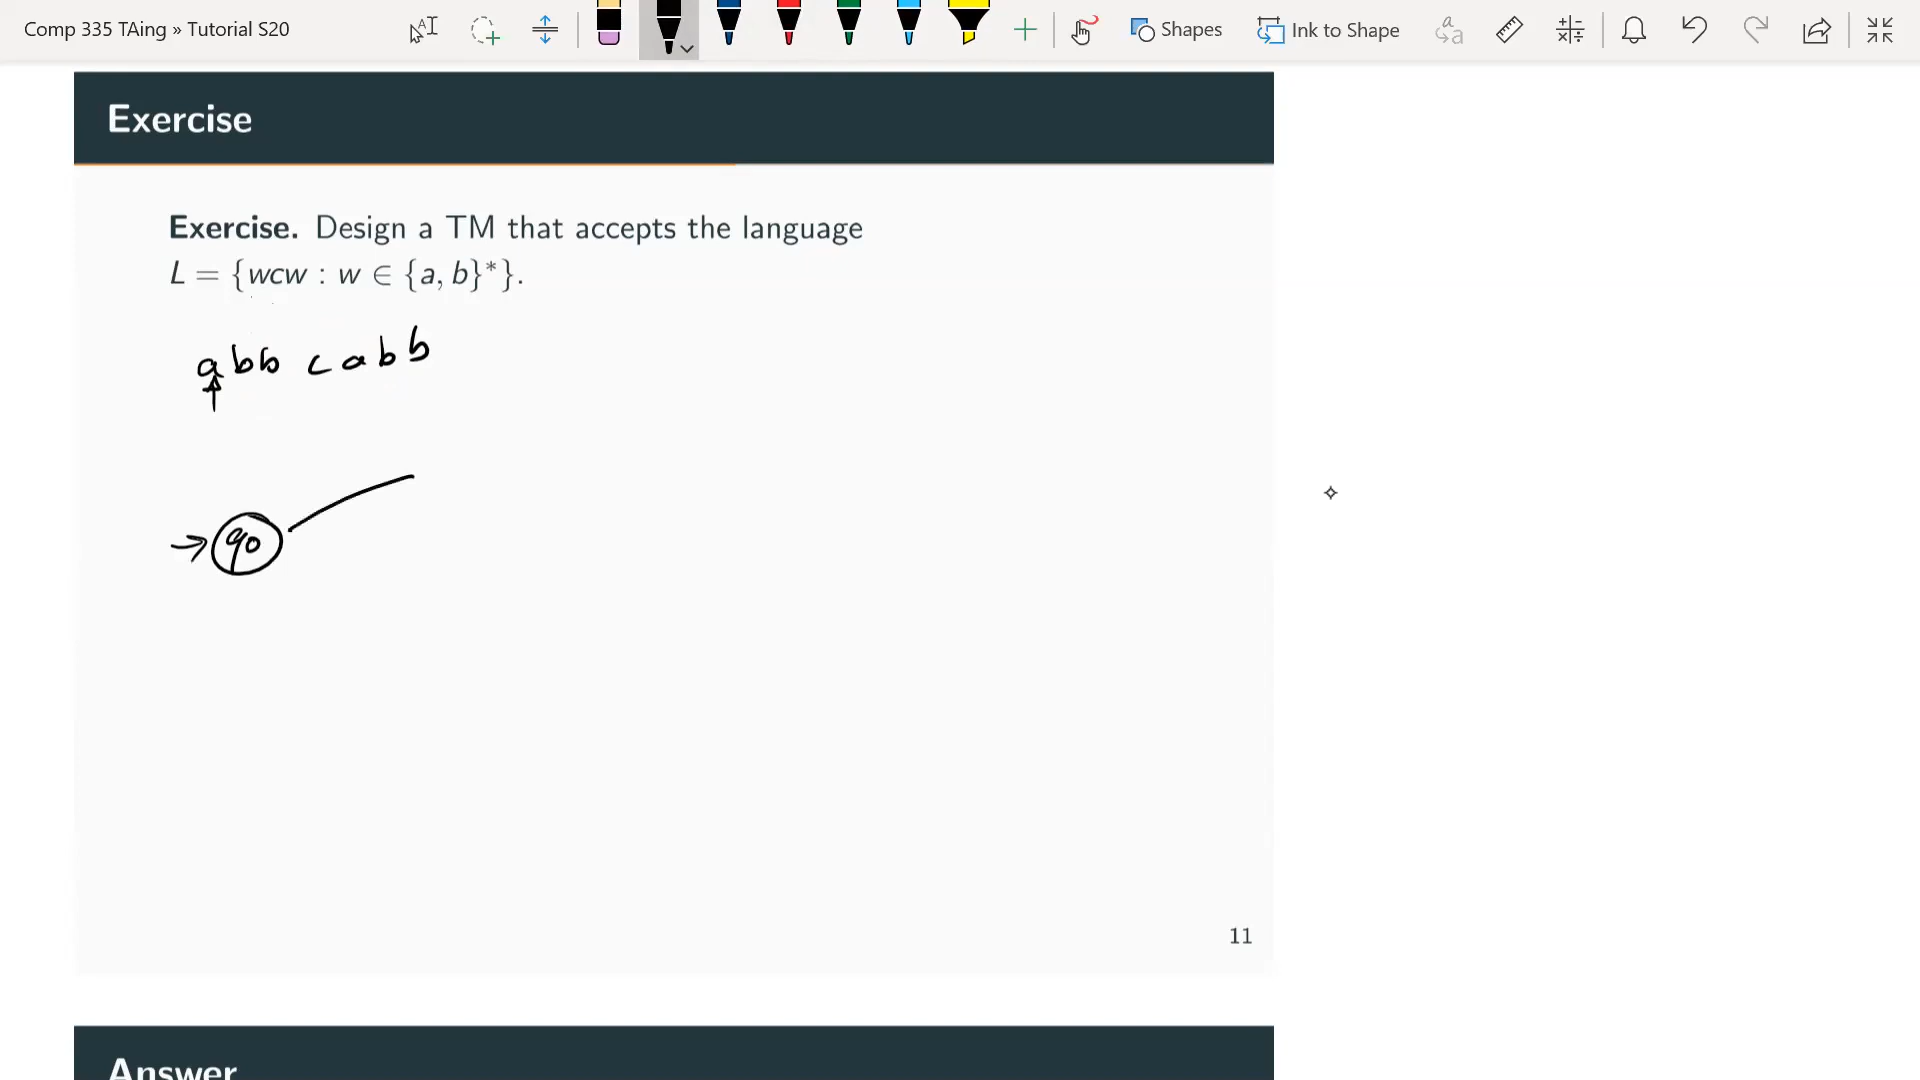 Comp 335 TAing » Tutorial S20
Shapes
Ink to Shape
Exercise
Exercise. Design a TM that accepts the language
L = {wcw : w ∈ {a, b}*}.
abb cabb
q0
11
Answer